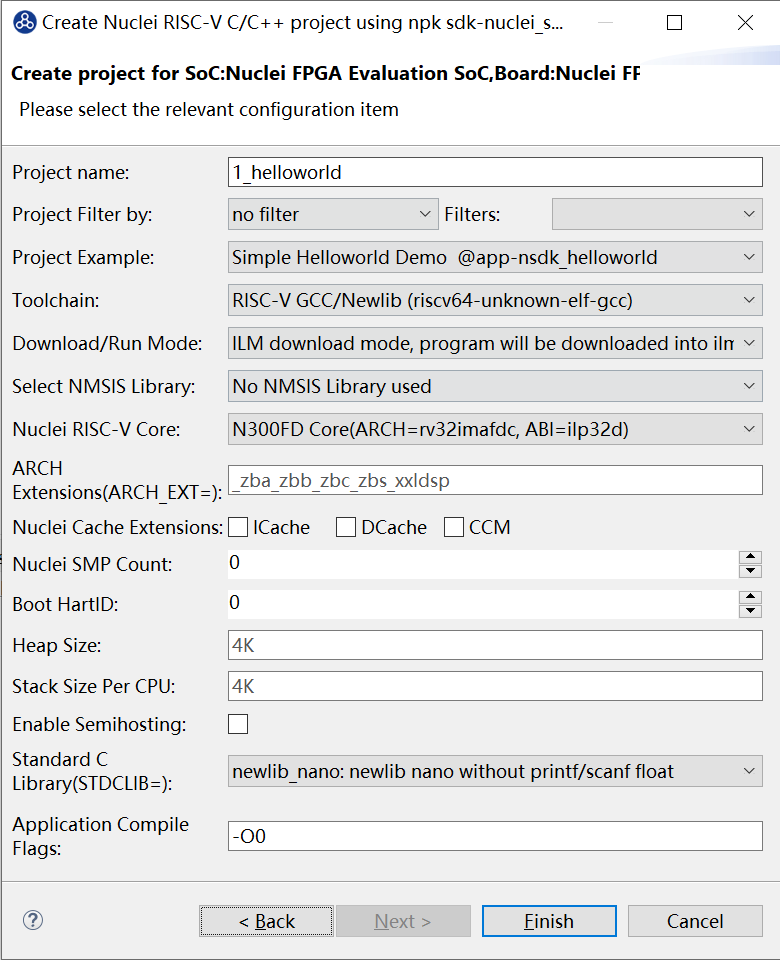 Create Nuclei RISC-V C/C++ project using npk sdk-nuclei_s...
Create project for SoC:Nuclei FPGA Evaluation SoC,Board:Nuclei FP
Please select the relevant configuration item
Project name: 1_helloworld
Project Filter by: no filter Filters:
Project Example: Simple Helloworld Demo @app-nsdk_helloworld
Toolchain: RISC-V GCC/Newlib (riscv64-unknown-elf-gcc)
Download/Run Mode: ILM download mode, program will be downloaded into ilm
Select NMSIS Library: No NMSIS Library used
Nuclei RISC-V Core: N300FD Core(ARCH=rv32imafdc, ABI=ilp32d)
ARCH
Extensions(ARCH_EXT=): _zba_zbb_zbc_zbs_xxldsp
Nuclei Cache Extensions: ICache DCache CCM
Nuclei SMP Count: 0
Boot HartID: 0
Heap Size: 4K
Stack Size Per CPU: 4K
Enable Semihosting:
Standard C
Library(STDCLIB=): newlib_nano: newlib nano without printf/scanf float
Application Compile
Flags: -O0
? < Back Next > Finish Cancel